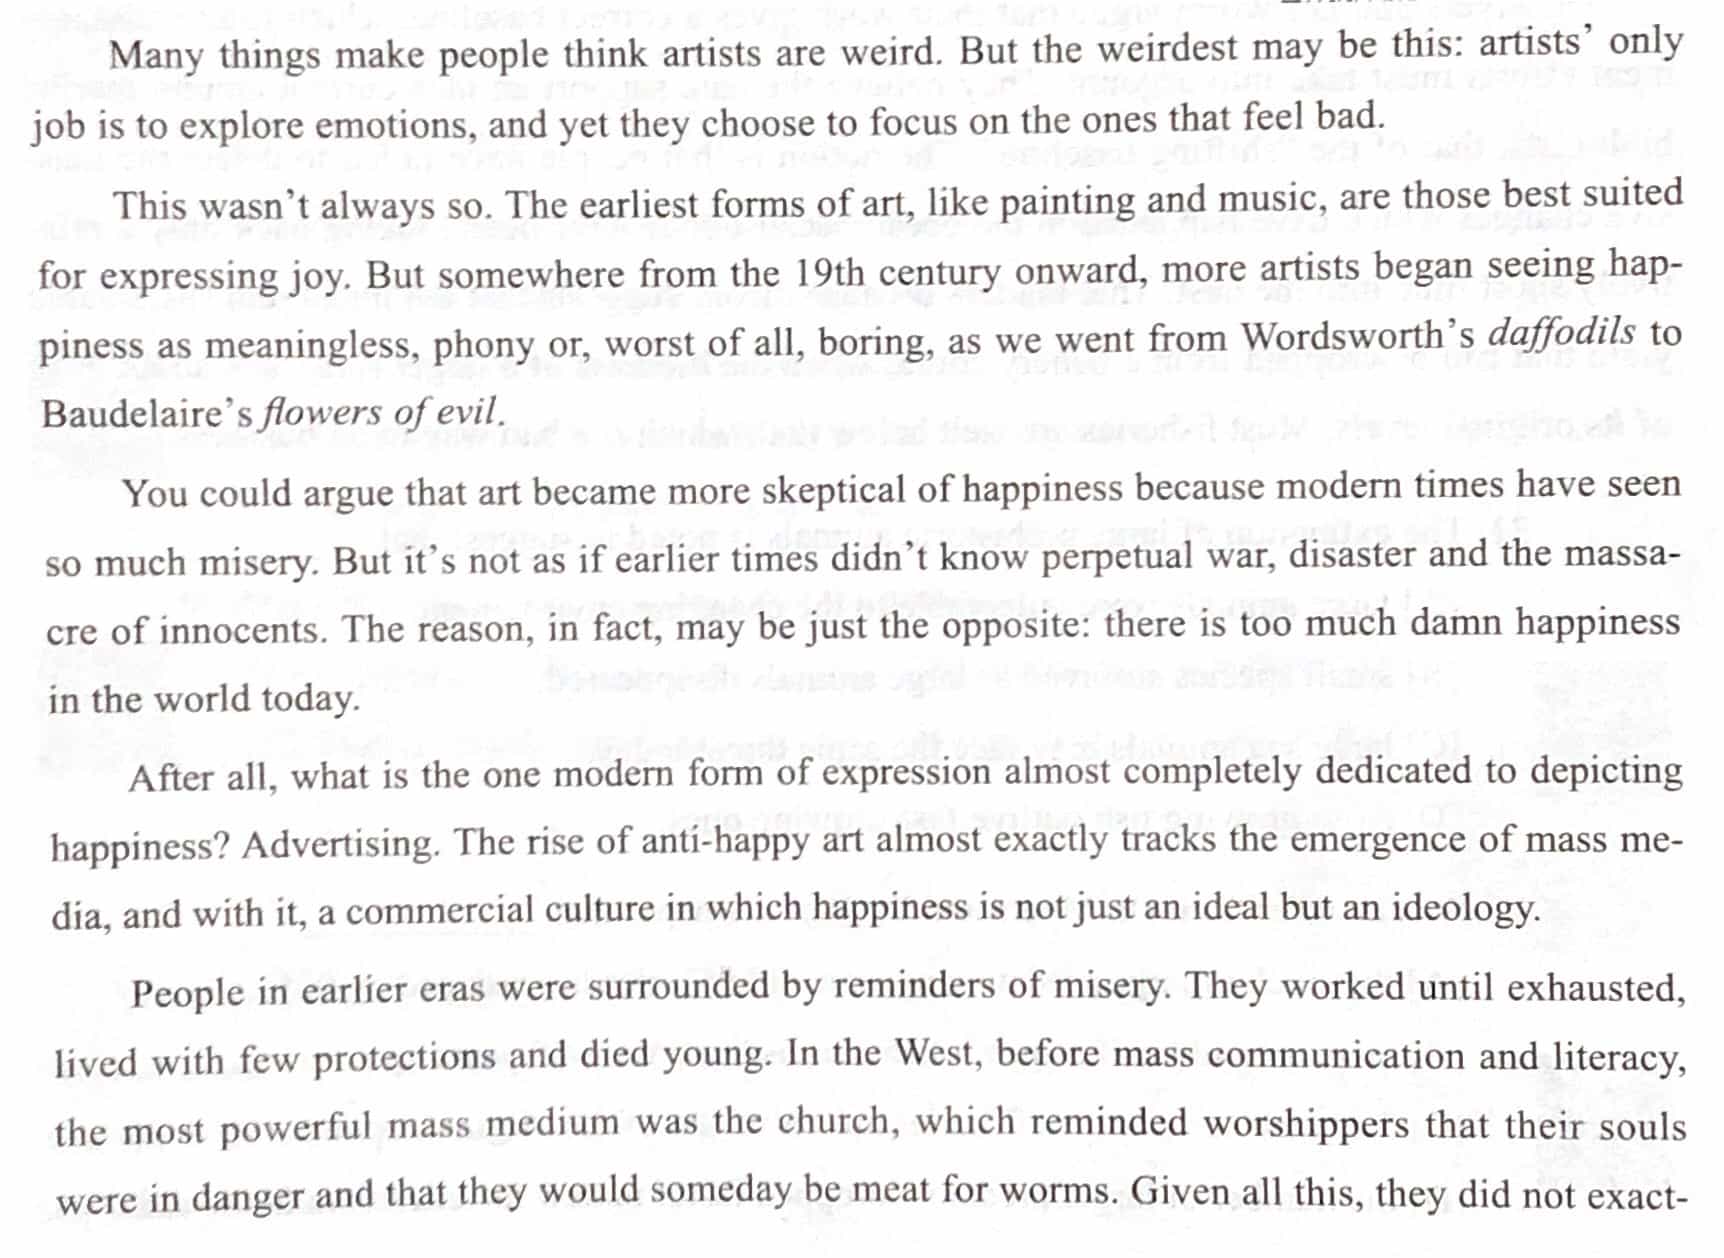 Many things make people think artists are weird. But the weirdest may be this: artists’ only
job is to explore emotions, and yet they choose to focus on the ones that feel bad.
This wasn’t always so. The earliest forms of art, like painting and music, are those best suited
for expressing joy. But somewhere from the 19th century onward, more artists began seeing hap-
piness as meaningless, phony or, worst of all, boring, as we went from Wordsworth’s daffodils to
Baudelaire’s flowers of evil.
You could argue that art became more skeptical of happiness because modern times have seen
so much misery. But it’s not as if earlier times didn’t know perpetual war, disaster and the massa-
cre of innocents. The reason, in fact, may be just the opposite: there is too much damn happiness
in the world today.
After all, what is the one modern form of expression almost completely dedicated to depicting
happiness? Advertising. The rise of anti-happy art almost exactly tracks the emergence of mass me-
dia, and with it, a commercial culture in which happiness is not just an ideal but an ideology.
People in earlier eras were surrounded by reminders of misery. They worked until exhausted,
lived with few protections and died young. In the West, before mass communication and literacy,
the most powerful mass medium was the church, which reminded worshippers that their souls
were in danger and that they would someday be meat for worms. Given all this, they did not exact-